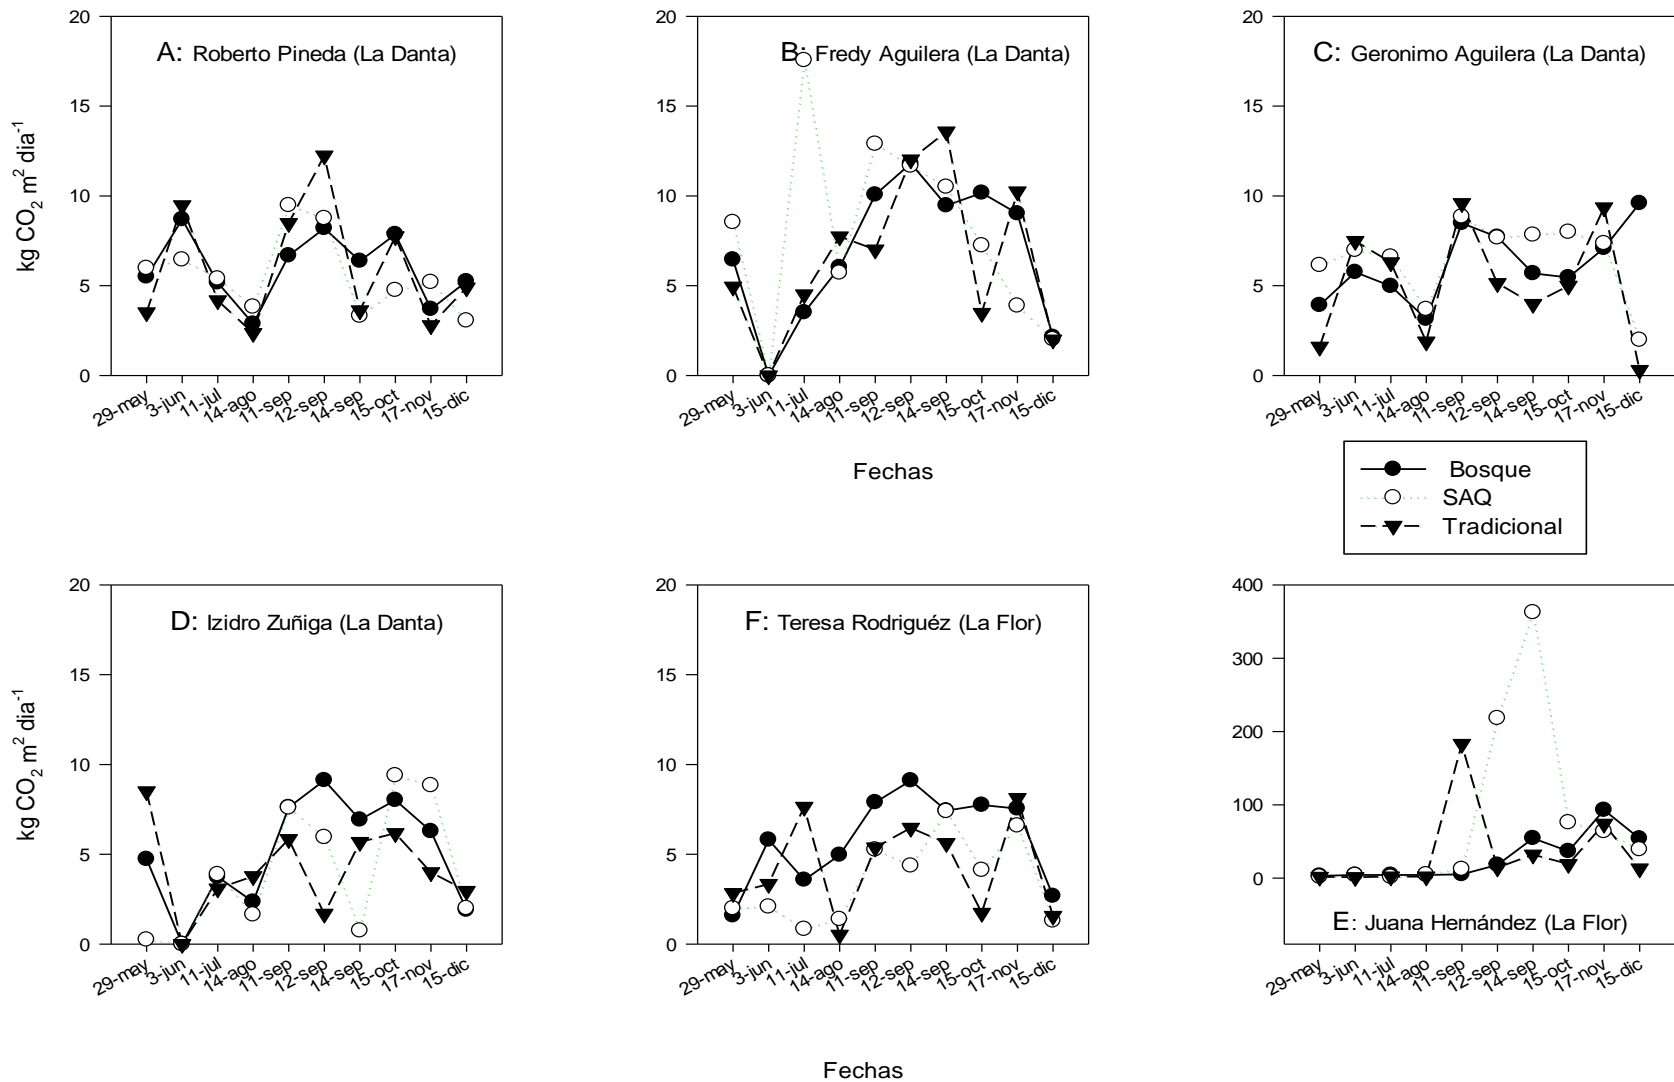 A: Roberto Pineda (La Danta)
kg CO2 m2 dia-1
20
15
10
5
0
29-may
3-jun
11-jul
14-ago
11-sep
12-sep
14-sep
15-oct
17-nov
15-dic
B: Fredy Aguilera (La Danta)
20
15
10
5
0
29-may
3-jun
11-jul
14-ago
11-sep
12-sep
14-sep
15-oct
17-nov
15-dic
Fechas
C: Geronimo Aguilera (La Danta)
20
15
10
5
0
29-may
3-jun
11-jul
14-ago
11-sep
12-sep
14-sep
15-oct
17-nov
15-dic
Bosque
SAQ
Tradicional
D: Izidro Zuñiga (La Danta)
kg CO2 m2 dia-1
20
15
10
5
0
29-may
3-jun
11-jul
14-ago
11-sep
12-sep
14-sep
15-oct
17-nov
15-dic
F: Teresa Rodriguéz (La Flor)
20
15
10
5
0
29-may
3-jun
11-jul
14-ago
11-sep
12-sep
14-sep
15-oct
17-nov
15-dic
400
300
200
100
0
E: Juana Hernández (La Flor)
29-may
3-jun
11-jul
14-ago
11-sep
12-sep
14-sep
15-oct
17-nov
15-dic
Fechas